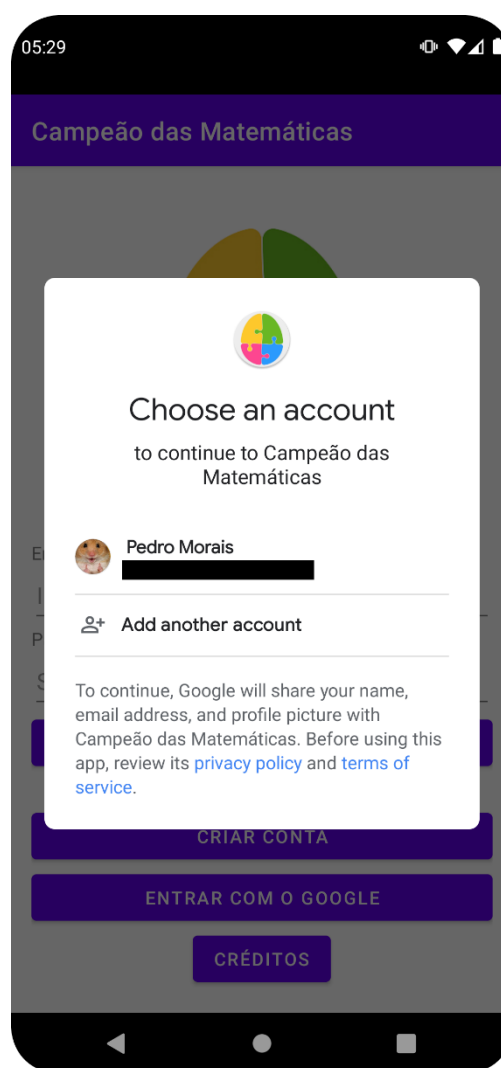 05:29
Campeão das Matemáticas
Choose an account
to continue to Campeão das
Matemáticas
Pedro Morais
Add another account
To continue, Google will share your name,
email address, and profile picture with
Campeão das Matemáticas. Before using this
app, review its privacy policy and terms of
service.
CRIAR CONTA
ENTRAR COM O GOOGLE
CRÉDITOS